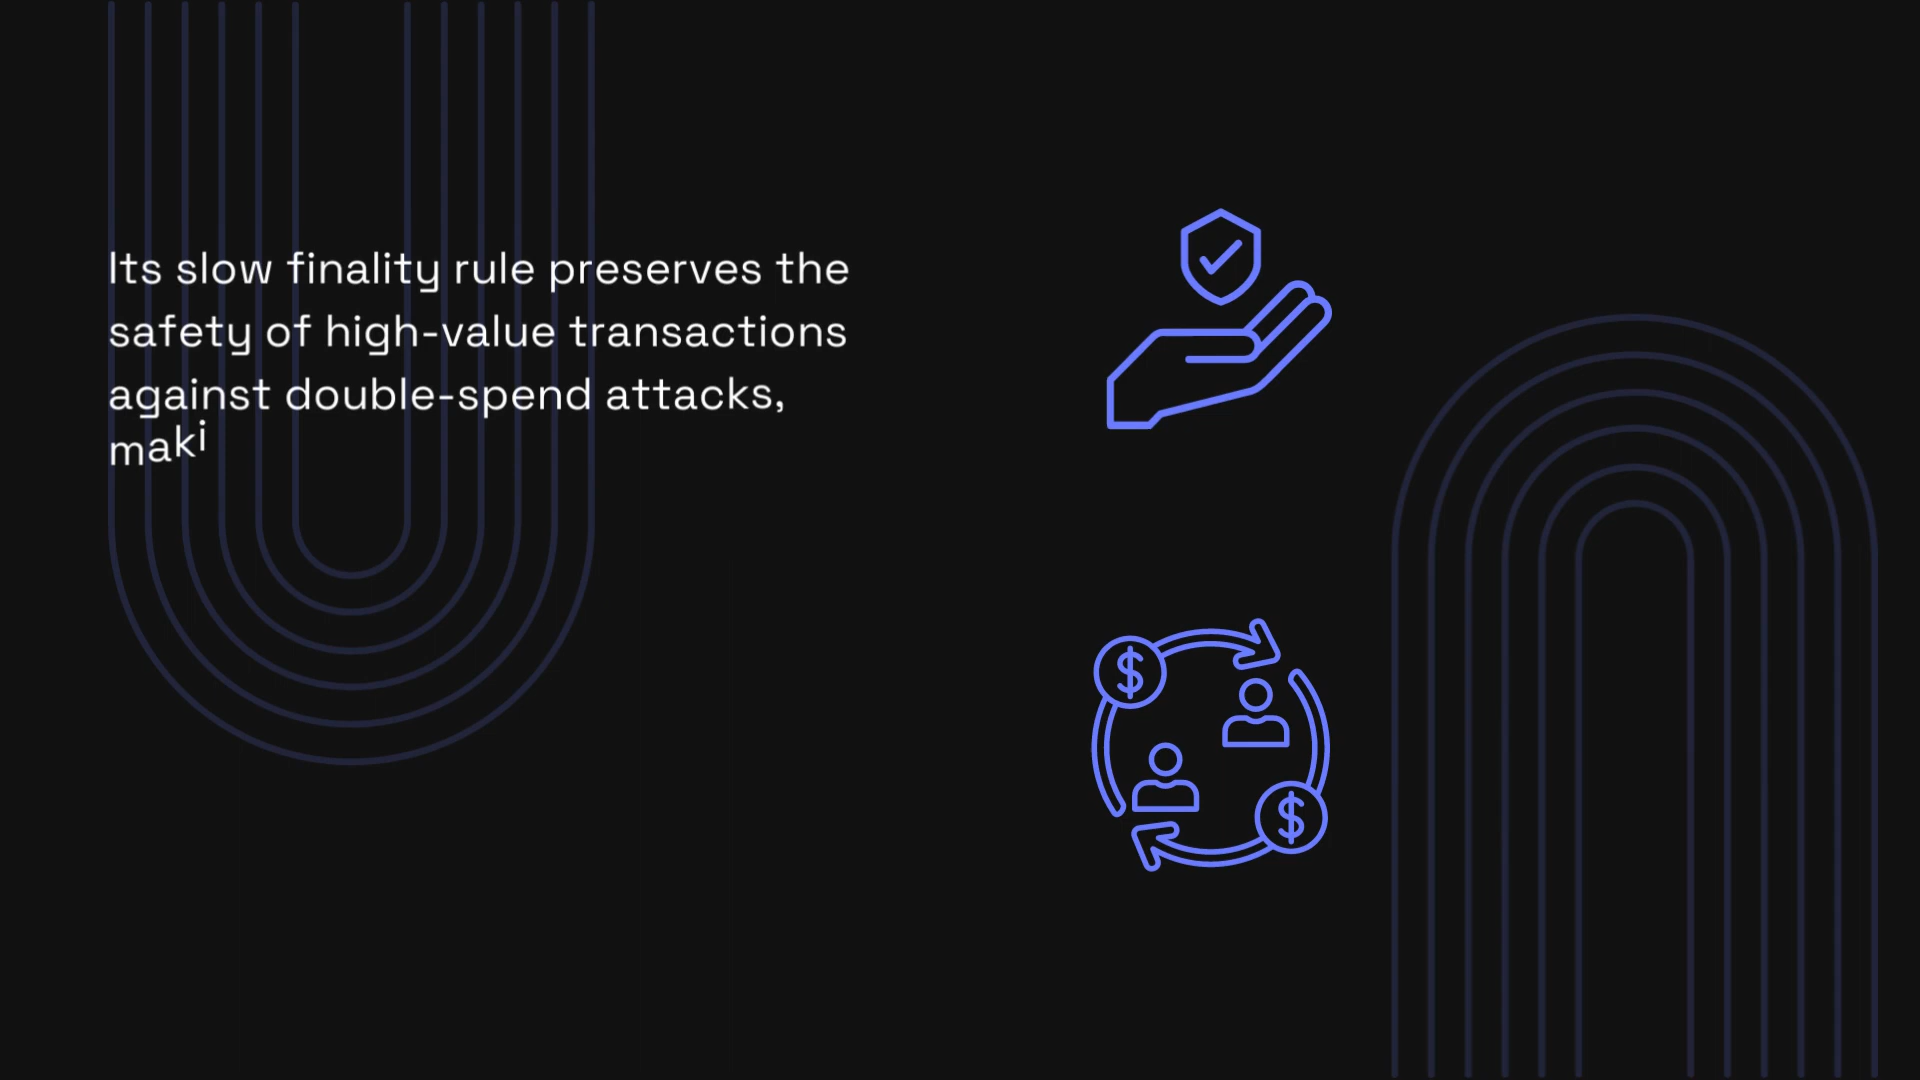 Its slow finality rule preserves the
safety of high-value transactions
against double-spend attacks,
maki
$
$